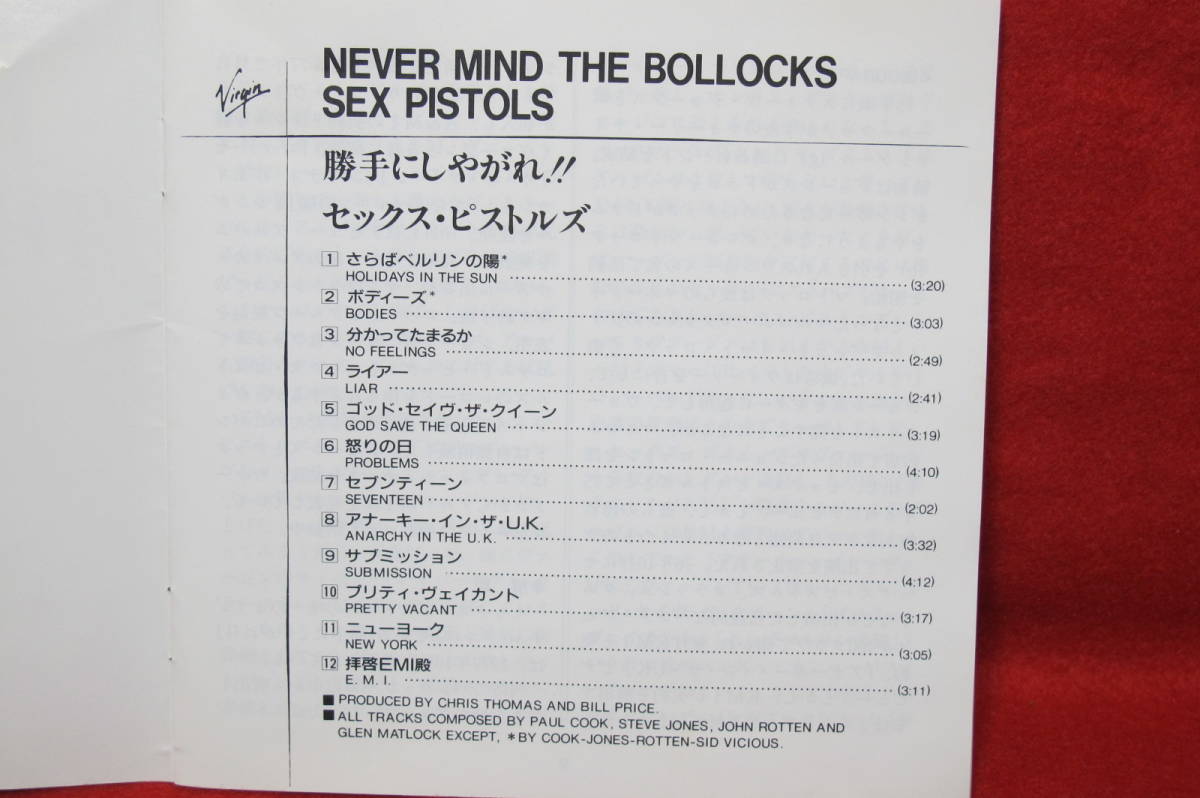 Virgin
NEVER MIND THE BOLLOCKS
SEX PISTOLS
勝手にしやがれ!!
セックス・ピストルズ
1 さらばベルリンの陽*
HOLIDAYS IN THE SUN (3:20)
2 ボディーズ*
BODIES (3:03)
3 分かってたまるか
NO FEELINGS (2:49)
4 ライアー
LIAR (2:41)
5 ゴッド・セイヴ・ザ・クイーン
GOD SAVE THE QUEEN (3:19)
6 怒りの日
PROBLEMS (4:10)
7 セブンティーン
SEVENTEEN (2:02)
8 アナーキー・イン・ザ・U.K.
ANARCHY IN THE U.K. (3:32)
9 サブミッション
SUBMISSION (4:12)
10 プリティ・ヴェイカント
PRETTY VACANT (3:17)
11 ニューヨーク
NEW YORK (3:05)
12 拝啓EMI殿
E. M. I. (3:11)
■ PRODUCED BY CHRIS THOMAS AND BILL PRICE.
■ ALL TRACKS COMPOSED BY PAUL COOK, STEVE JONES, JOHN ROTTEN AND
GLEN MATLOCK EXCEPT, *BY COOK-JONES-ROTTEN-SID VICIOUS.